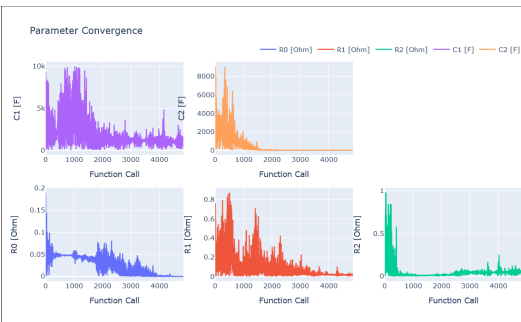 Parameter Convergence
R0 [Ohm] R1 [Ohm] R2 [Ohm] C1 [F] C2 [F]
C1 [F]
10k
5k
0
0 1000 2000 3000 4000
Function Call
C2 [F]
8000
6000
4000
2000
0
0 1000 2000 3000 4000
Function Call
R0 [Ohm]
0.2
0.15
0.1
0.05
0
0 1000 2000 3000 4000
Function Call
R1 [Ohm]
0.8
0.6
0.4
0.2
0
0 1000 2000 3000 4000
Function Call
R2 [Ohm]
1
0.5
0
0 1000 2000 3000 4000
Function Call